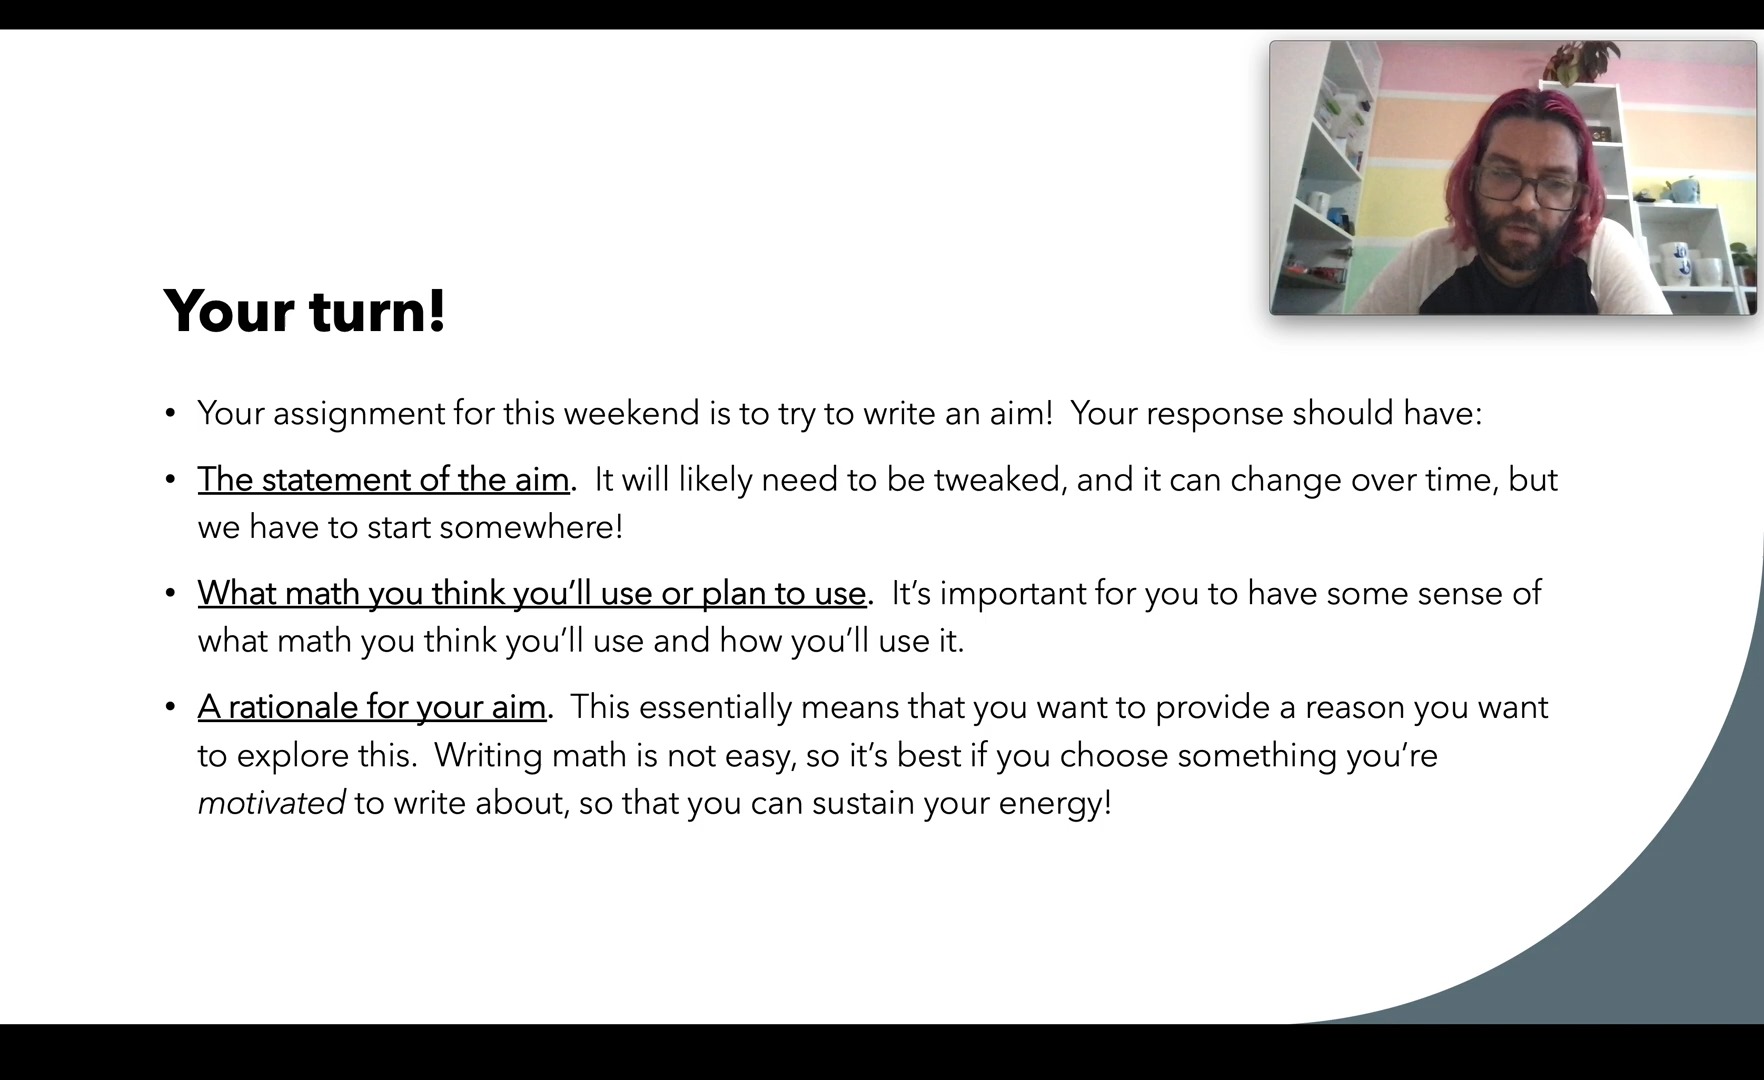 Your turn!
• Your assignment for this weekend is to try to write an aim!  Your response should have:
• The statement of the aim.  It will likely need to be tweaked, and it can change over time, but
we have to start somewhere!
• What math you think you’ll use or plan to use.  It’s important for you to have some sense of
what math you think you’ll use and how you’ll use it.
• A rationale for your aim.  This essentially means that you want to provide a reason you want
to explore this.  Writing math is not easy, so it’s best if you choose something you’re
motivated to write about, so that you can sustain your energy!